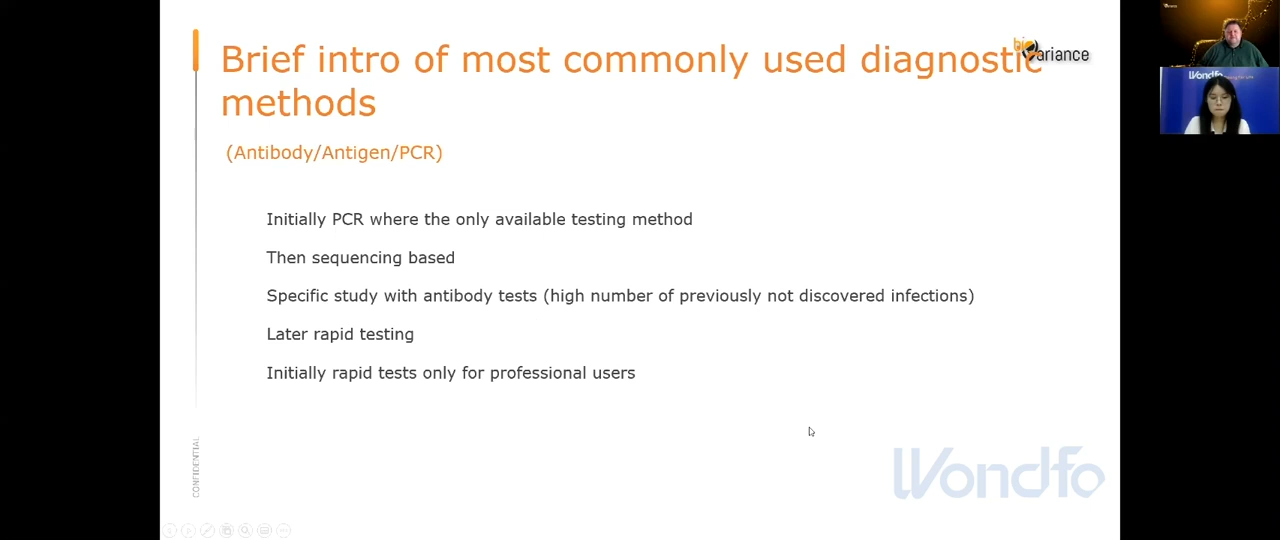 Brief intro of most commonly used diagnostic
methods
biovariance
(Antibody/Antigen/PCR)
Initially PCR where the only available testing method
Then sequencing based
Specific study with antibody tests (high number of previously not discovered infections)
Later rapid testing
Initially rapid tests only for professional users
CONFIDENTIAL
Wondfo
Wondfo